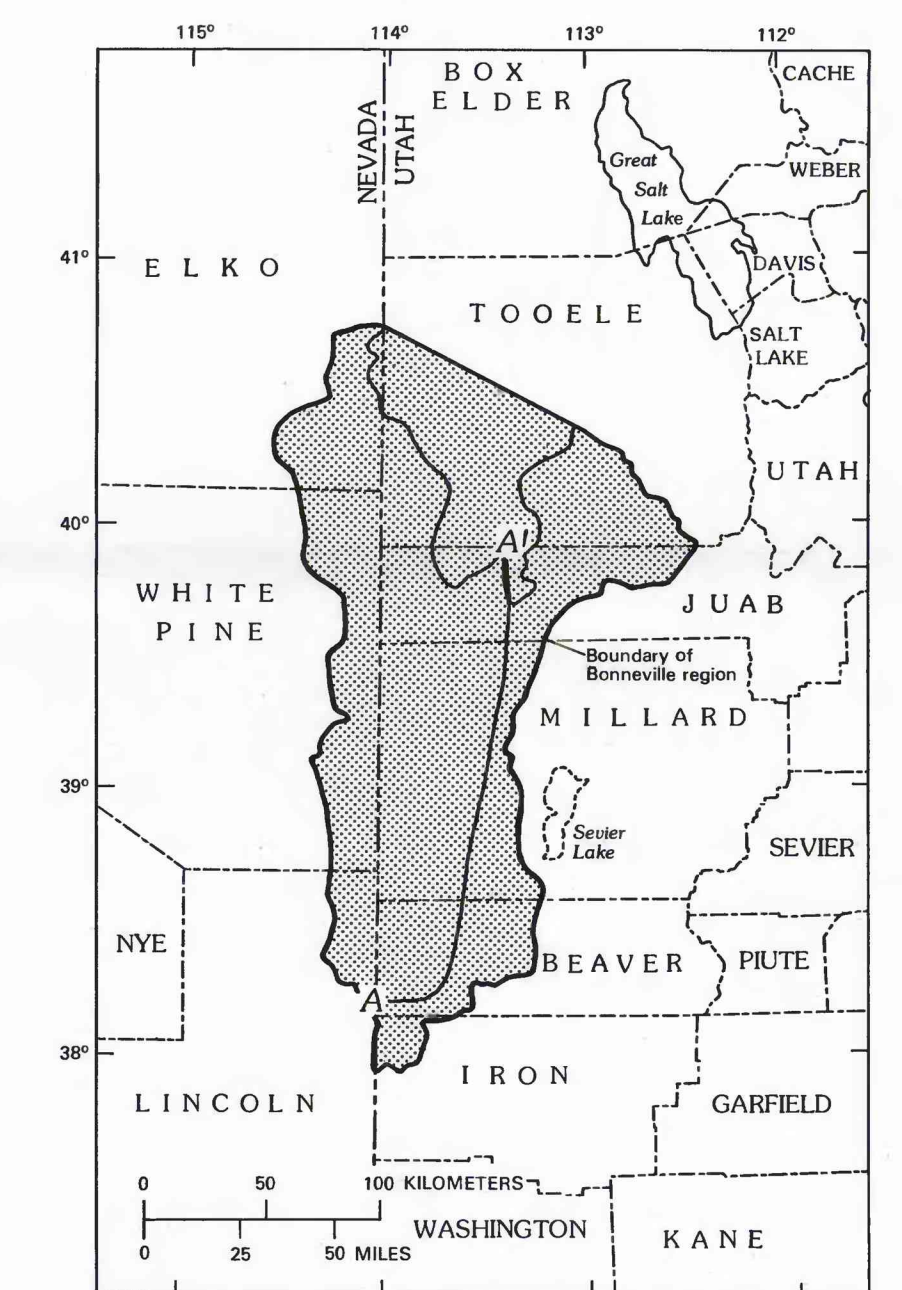 115° 114° 113° 112°
BOX
ELDER
CACHE
NEVADA
UTAH
WEBER
Great
Salt
Lake
41°
ELKO
DAVIS
TOOELE
SALT
LAKE
UTAH
40°
A'
WHITE
PINE
JUAB
Boundary of
Bonneville region
MILLARD
39°
Sevier
Lake
SEVIER
NYE
BEAVER
PIUTE
A
38°
IRON
LINCOLN
GARFIELD
0 50 100 KILOMETERS
WASHINGTON
KANE
0 25 50 MILES